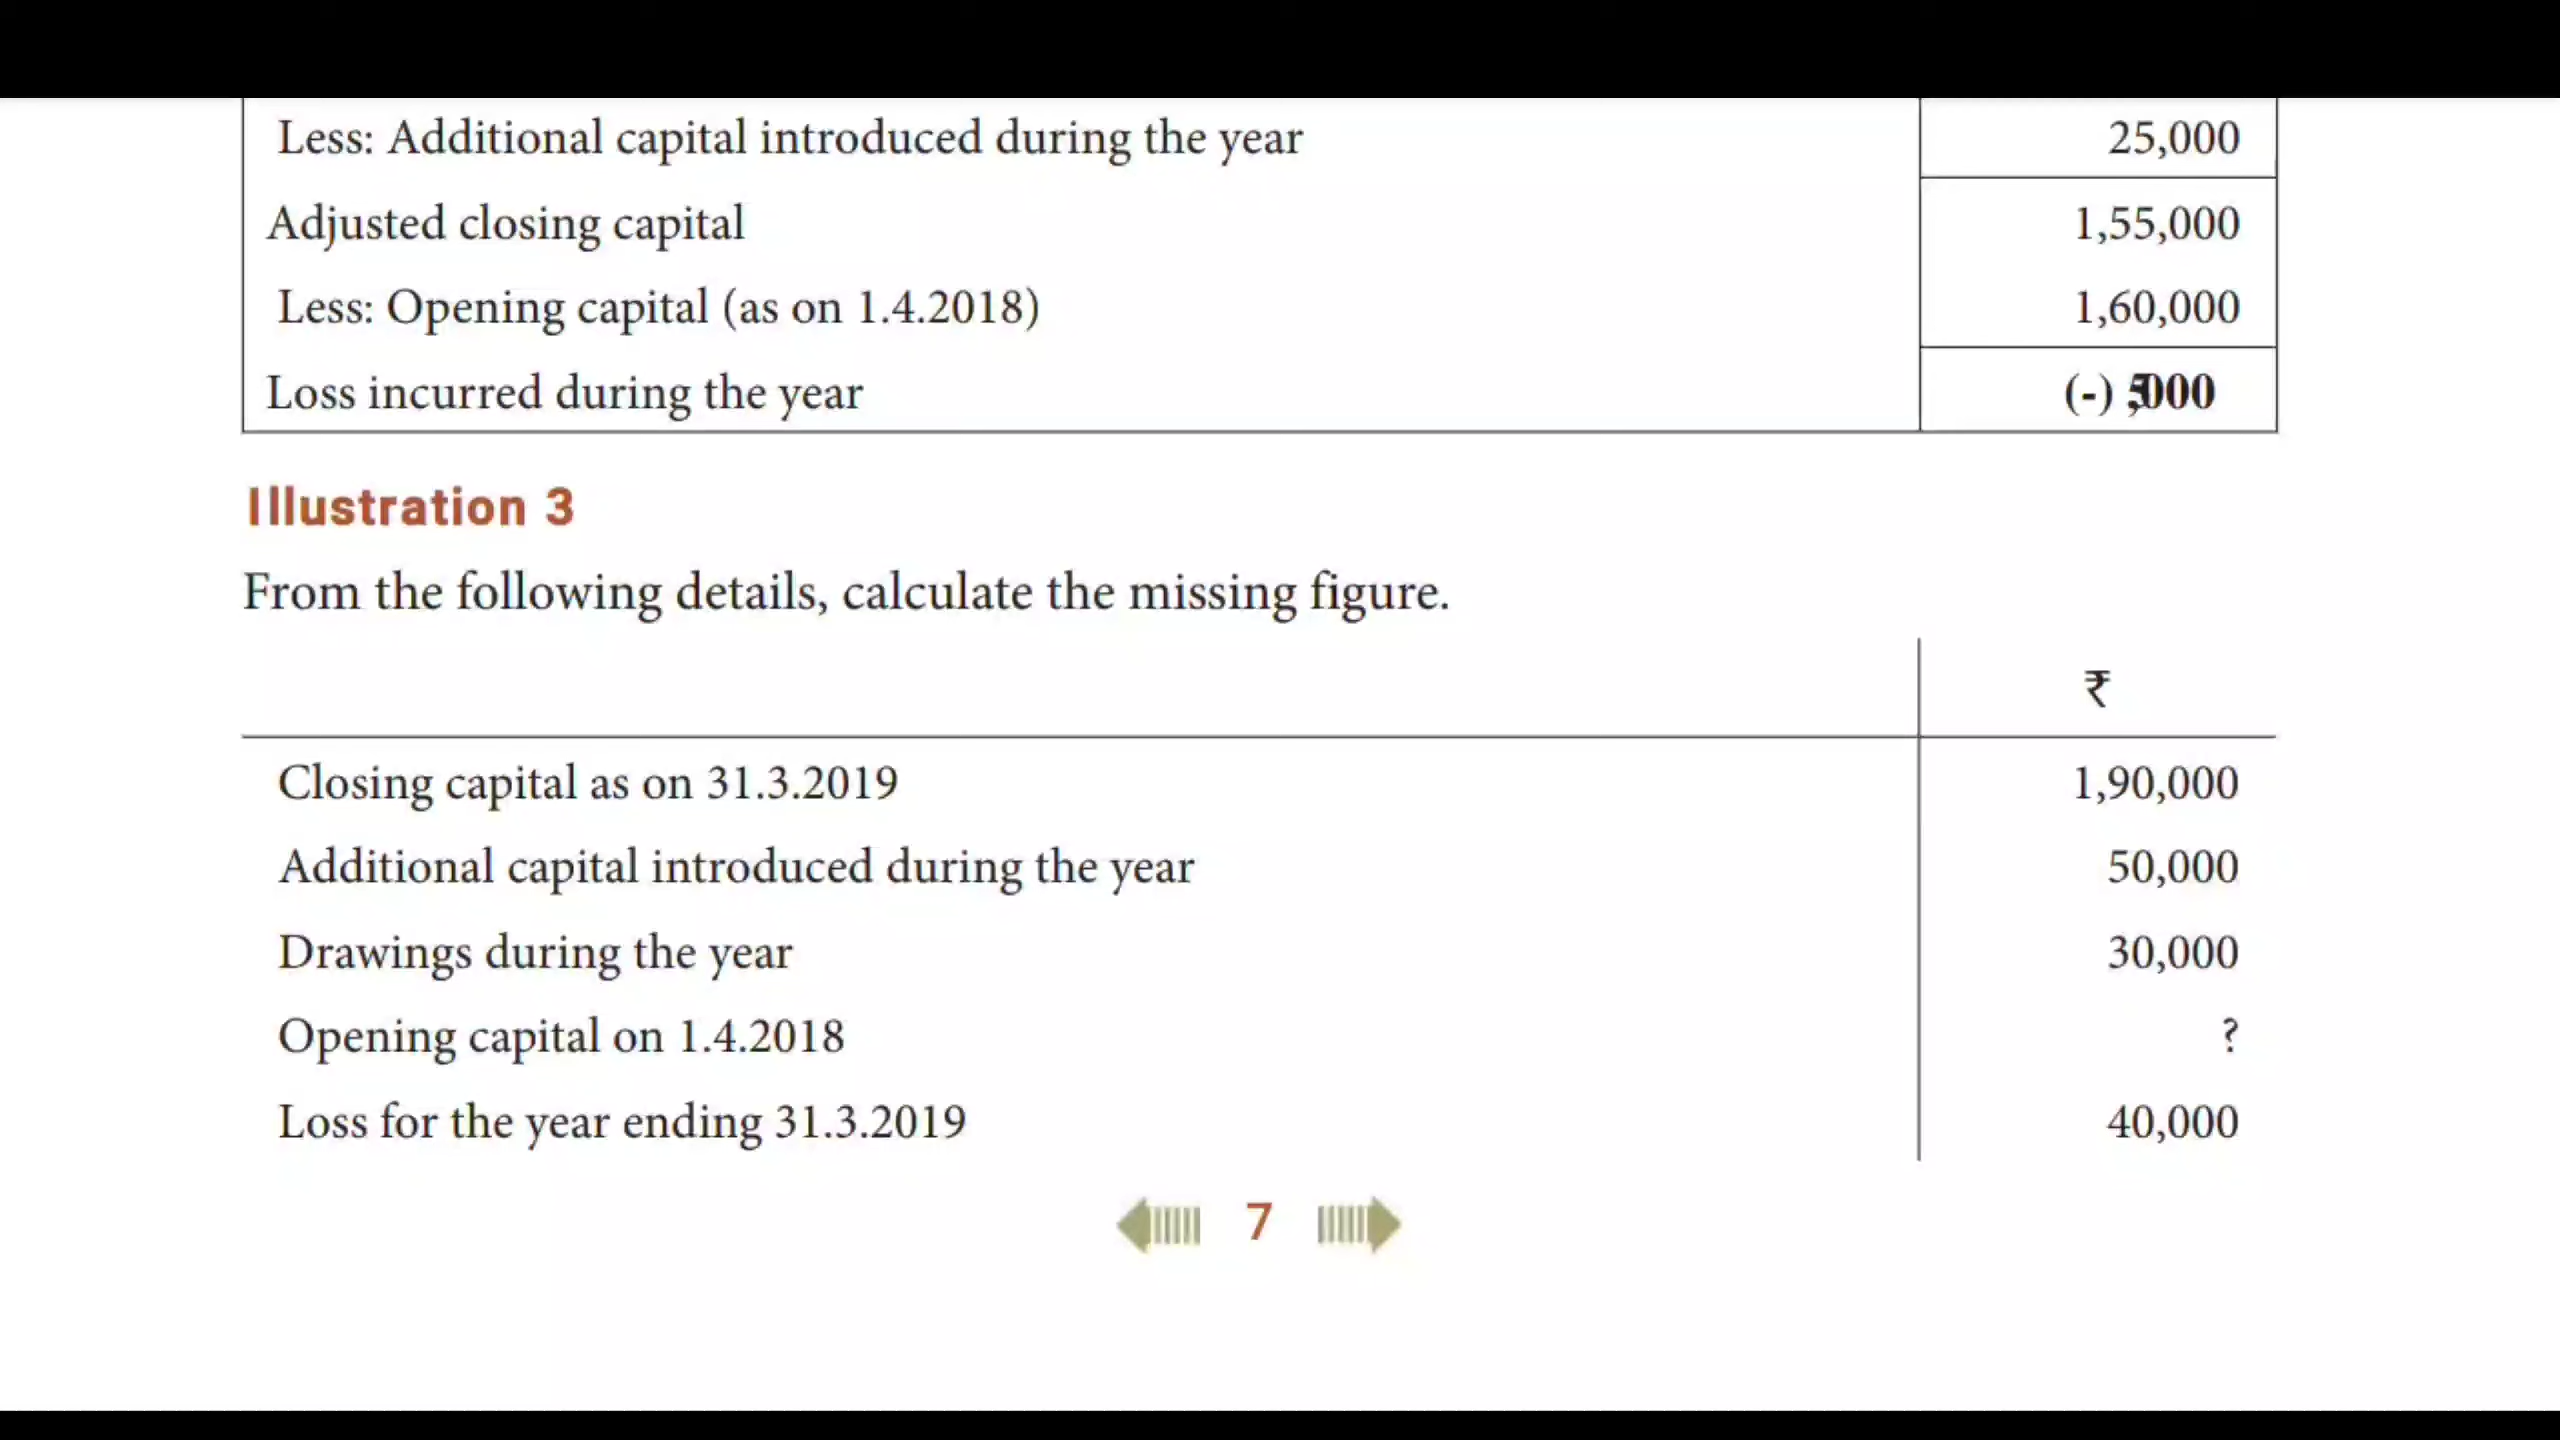 Less: Additional capital introduced during the year 25,000
Adjusted closing capital 1,55,000
Less: Opening capital (as on 1.4.2018) 1,60,000
Loss incurred during the year (-) 5,000
Illustration 3
From the following details, calculate the missing figure.
₹
Closing capital as on 31.3.2019 1,90,000
Additional capital introduced during the year 50,000
Drawings during the year 30,000
Opening capital on 1.4.2018 ?
Loss for the year ending 31.3.2019 40,000
7